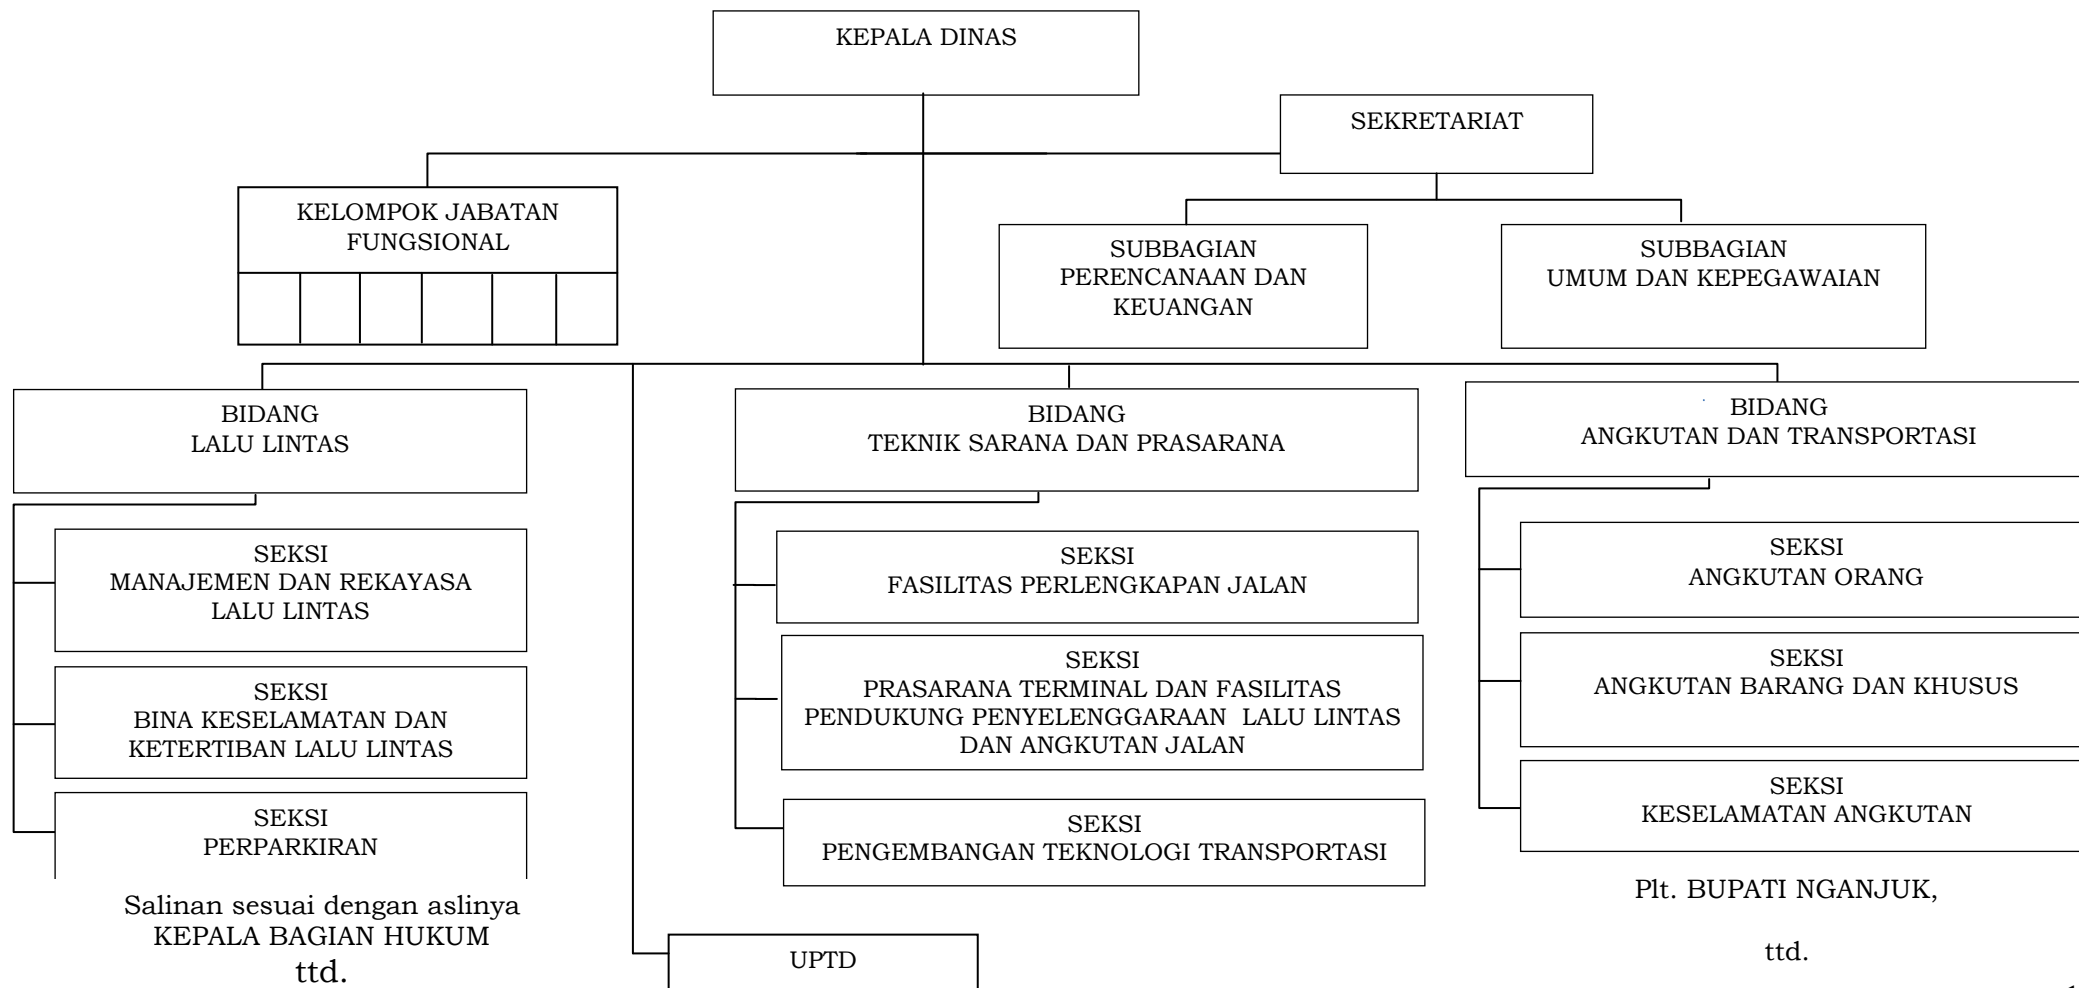 KEPALA DINAS
SEKRETARIAT
KELOMPOK JABATAN
FUNGSIONAL
SUBBAGIAN
PERENCANAAN DAN
KEUANGAN
SUBBAGIAN
UMUM DAN KEPEGAWAIAN
BIDANG
LALU LINTAS
BIDANG
TEKNIK SARANA DAN PRASARANA
BIDANG
ANGKUTAN DAN TRANSPORTASI
SEKSI
MANAJEMEN DAN REKAYASA
LALU LINTAS
SEKSI
BINA KESELAMATAN DAN
KETERTIBAN LALU LINTAS
SEKSI
PERPARKIRAN
SEKSI
FASILITAS PERLENGKAPAN JALAN
SEKSI
PRASARANA TERMINAL DAN FASILITAS
PENDUKUNG PENYELENGGARAAN LALU LINTAS
DAN ANGKUTAN JALAN
SEKSI
PENGEMBANGAN TEKNOLOGI TRANSPORTASI
SEKSI
ANGKUTAN ORANG
SEKSI
ANGKUTAN BARANG DAN KHUSUS
SEKSI
KESELAMATAN ANGKUTAN
Salinan sesuai dengan aslinya
KEPALA BAGIAN HUKUM
ttd.
UPTD
Plt. BUPATI NGANJUK,
ttd.